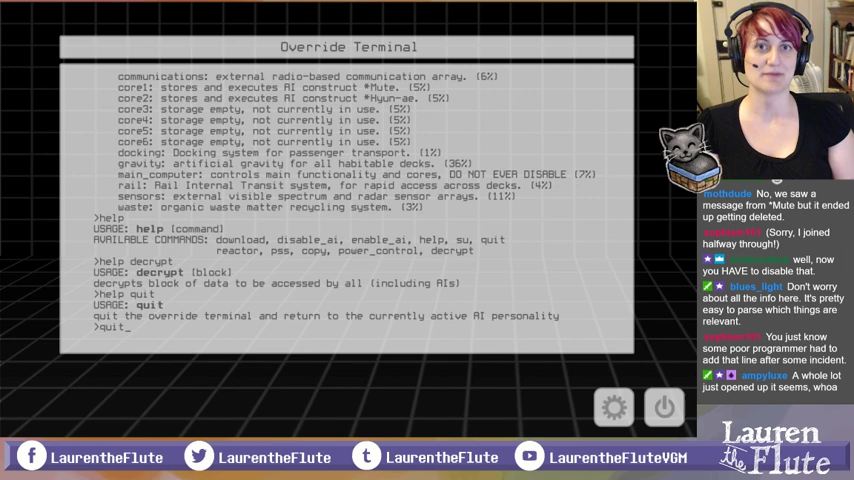 Override Terminal
communications: external radio-based communication array. (6%)
core1: stores and executes AI construct *Mute. (5%)
core2: stores and executes AI construct *Hyun-ae. (5%)
core3: storage empty, not currently in use. (5%)
core4: storage empty, not currently in use. (5%)
core5: storage empty, not currently in use. (5%)
core6: storage empty, not currently in use. (5%)
docking: Docking system for passenger transport. (1%)
gravity: artificial gravity for all habitable decks. (36%)
main_computer: controls main functionality and cores, DO NOT EVER DISABLE (7%)
rail: Rail Internal Transit system, for rapid access across decks. (4%)
sensors: external visible spectrum and radar sensor arrays. (11%)
waste: organic waste matter recycling system. (3%)
>help
USAGE: help [command]
AVAILABLE COMMANDS: download, disable_ai, enable_ai, help, su, quit
reactor, pss, copy, power_control, decrypt
>help decrypt
USAGE: decrypt [block]
decrypts block of data to be accessed by all (including AIs)
>help quit
USAGE: quit
quit the override terminal and return to the currently active AI personality
>quit_
mothdude No, we saw a
message from *Mute but it ended
up getting deleted.
(Sorry, I joined
halfway through!)
well, now
you HAVE to disable that.
blues_light Don't worry
about all the info here. It's pretty
easy to parse which things are
relevant.
You just know
some poor programmer had to
add that line after some incident.
ampyluxe A whole lot
just opened up it seems, whoa
Lauren
the Flute
LaurentheFlute
LaurentheFlute
LaurentheFlute
LaurentheFluteVGM